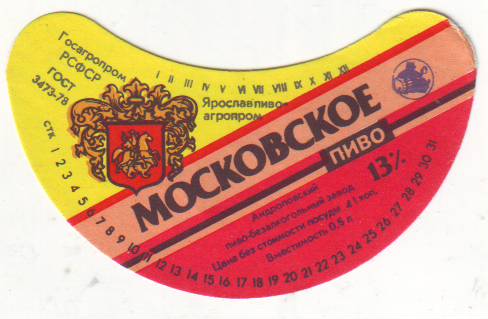 Госагропром
РСФСР
ГОСТ
3473-78
I II III IV V VI VII VIII IX X XI XII
Ярославпиво-
агропром
МОСКОВСКОЕ
ПИВО
13%
Андроповский
пиво-безалкогольный завод
Цена без стоимости посуды 41 коп.
Вместимость 0,5 л.
СТК 1 2 3 4 5 6 7 8 9 10 11 12 13 14 15 16 17 18 19 20 21 22 23 24 25 26 27 28 29 30 31